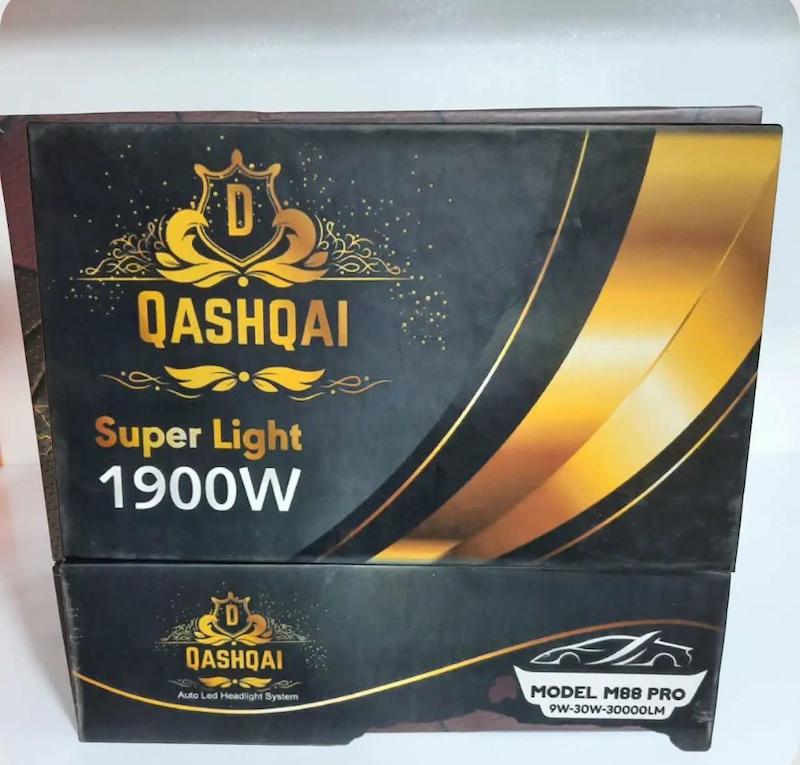 D
QASHQAI
Super Light
1900W
D
QASHQAI
Auto Led Headlight System
MODEL M88 PRO
9W-30W-30000LM